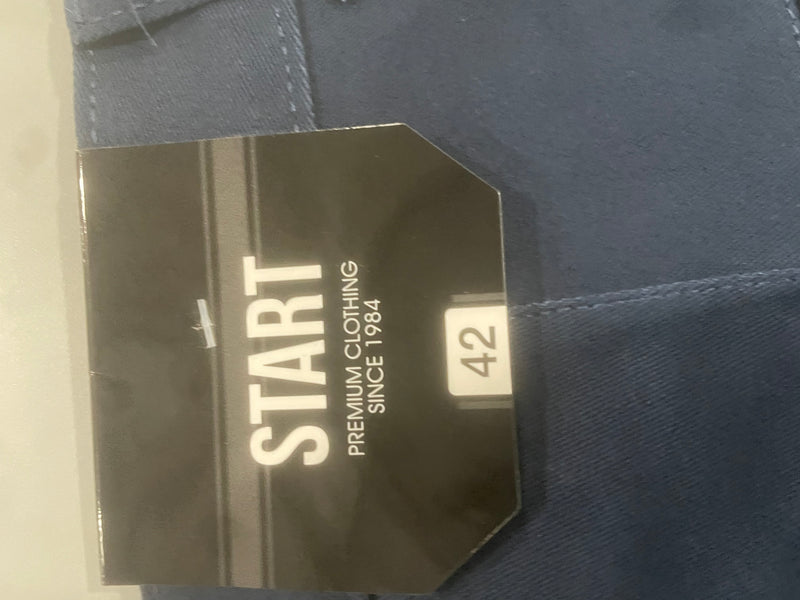 START
PREMIUM CLOTHING
SINCE 1984
42